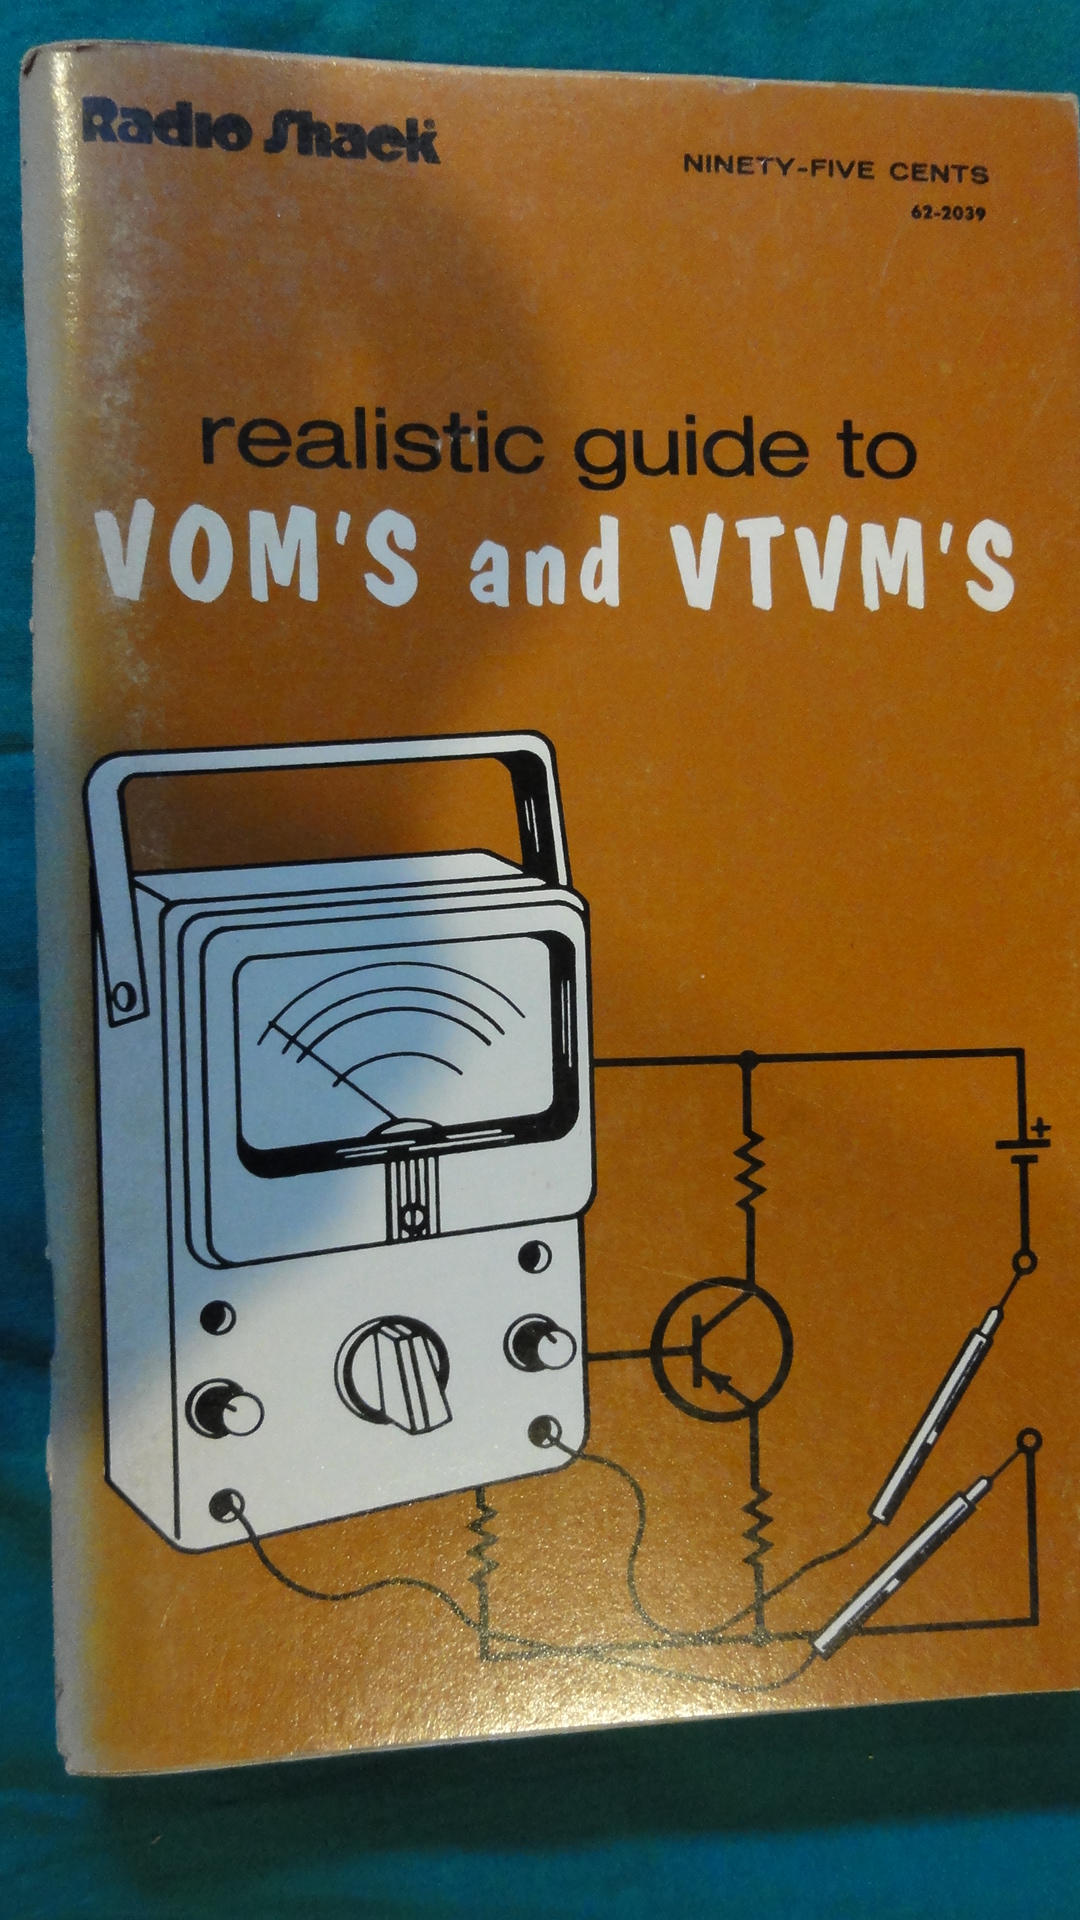 Radio Shack
NINETY-FIVE CENTS
62-2039
realistic guide to
VOM'S and VTVM'S
+